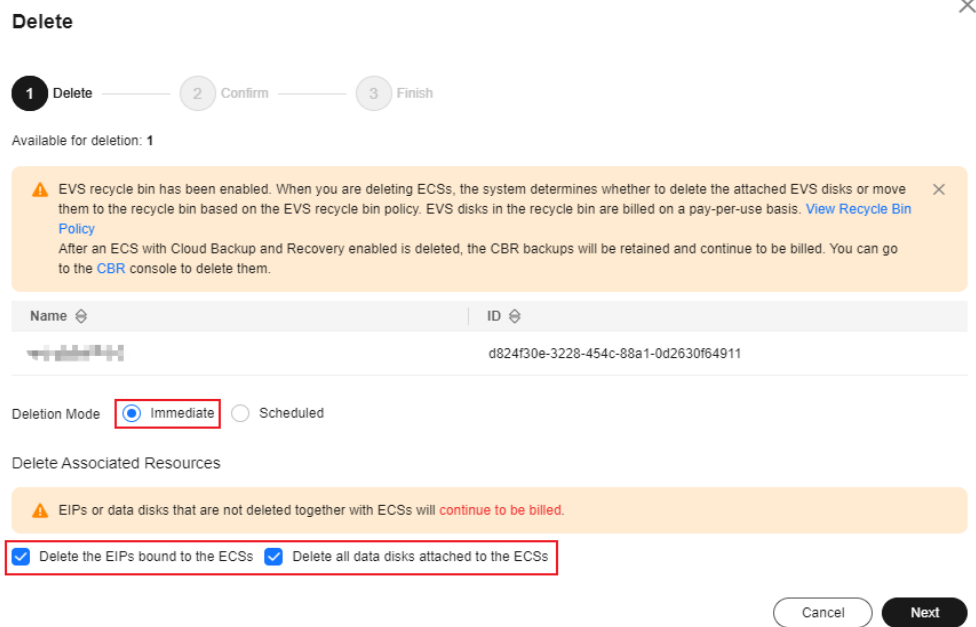 Delete
1 Delete 2 Confirm 3 Finish
Available for deletion: 1
EVS recycle bin has been enabled. When you are deleting ECSs, the system determines whether to delete the attached EVS disks or move
them to the recycle bin based on the EVS recycle bin policy. EVS disks in the recycle bin are billed on a pay-per-use basis. View Recycle Bin
Policy
After an ECS with Cloud Backup and Recovery enabled is deleted, the CBR backups will be retained and continue to be billed. You can go
to the CBR console to delete them.
Name ID
d824f30e-3228-454c-88a1-0d2630f64911
Deletion Mode Immediate Scheduled
Delete Associated Resources
EIPs or data disks that are not deleted together with ECSs will continue to be billed.
Delete the EIPs bound to the ECSs Delete all data disks attached to the ECSs
Cancel Next